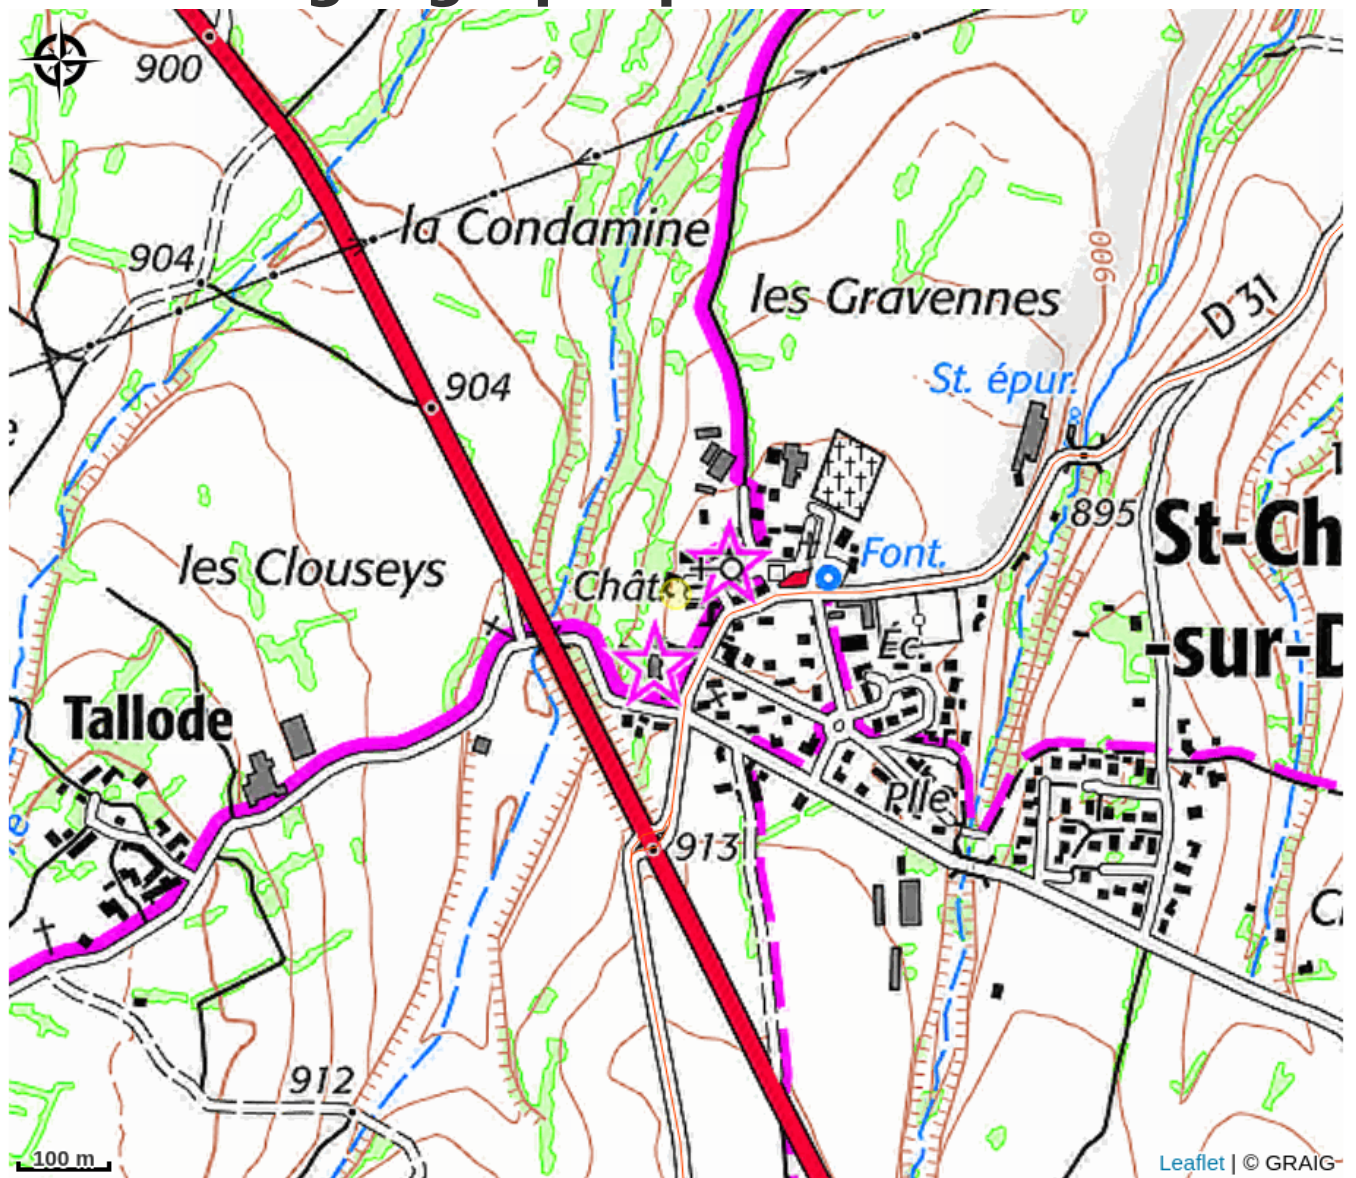 900
la Condamine
904
les Gravennes
900
D 31
904
St. épur.
895
St-Ch
les Clouseys
Font.
Chât
Éc.
-sur-D
Tallode
Plle
913
912
100 m
Leaflet | © GRAIG